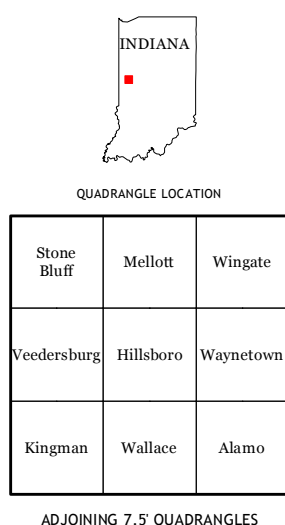 INDIANA
QUADRANGLE LOCATION
Stone
Bluff
Mellott
Wingate
Veedersburg
Hillsboro
Waynetown
Kingman
Wallace
Alamo
ADJOINING 7.5' QUADRANGLES